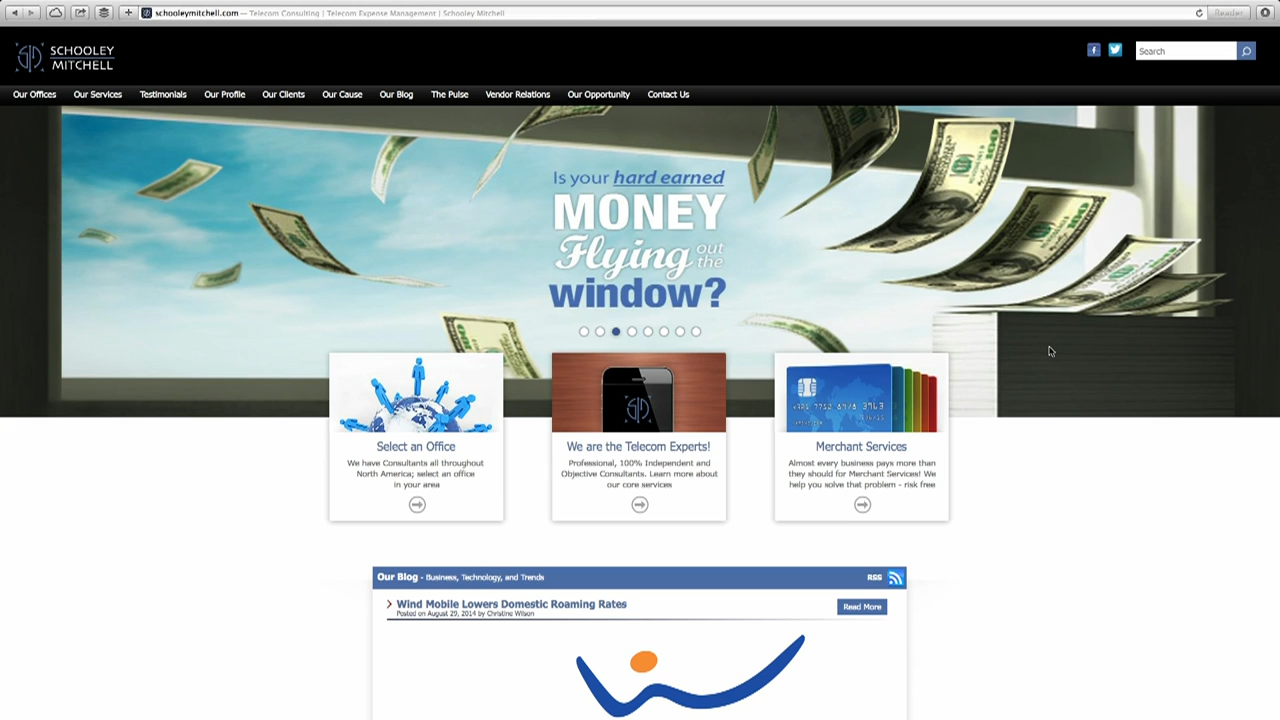 schooleymitchell.com — Telecom Consulting | Telecom Expense Management | Schooley Mitchell
Reader
SCHOOLEY
MITCHELL
Search
Our Offices Our Services Testimonials Our Profile Our Clients Our Cause Our Blog The Pulse Vendor Relations Our Opportunity Contact Us
Is your hard earned
MONEY
Flying out the
window?
Select an Office
We have Consultants all throughout
North America; select an office
in your area
We are the Telecom Experts!
Professional, 100% Independent and
Objective Consultants. Learn more about
our core services
Merchant Services
Almost every business pays more than
they should for Merchant Services! We
help you solve that problem - risk free
Our Blog - Business, Technology, and Trends RSS
Wind Mobile Lowers Domestic Roaming Rates Read More
Posted on August 29, 2014 by Christine Wilson